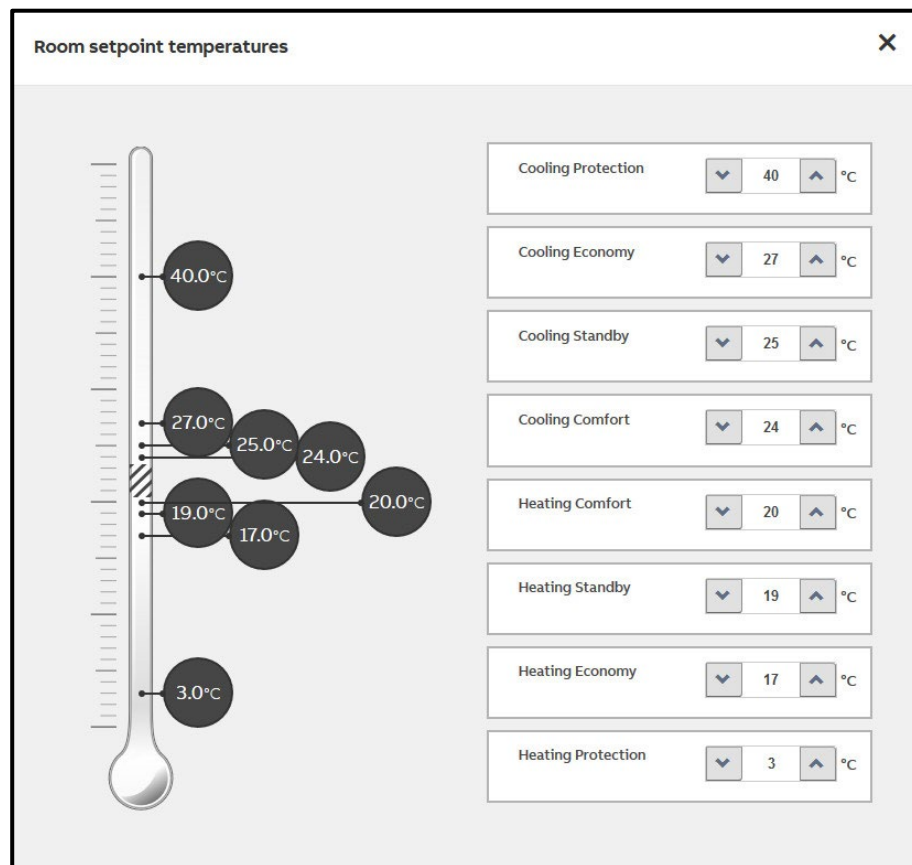 Room setpoint temperatures
Cooling Protection 40 °C
40.0°C
Cooling Economy 27 °C
Cooling Standby 25 °C
27.0°C
25.0°C
24.0°C
Cooling Comfort 24 °C
20.0°C
19.0°C
17.0°C
Heating Comfort 20 °C
Heating Standby 19 °C
3.0°C
Heating Economy 17 °C
Heating Protection 3 °C